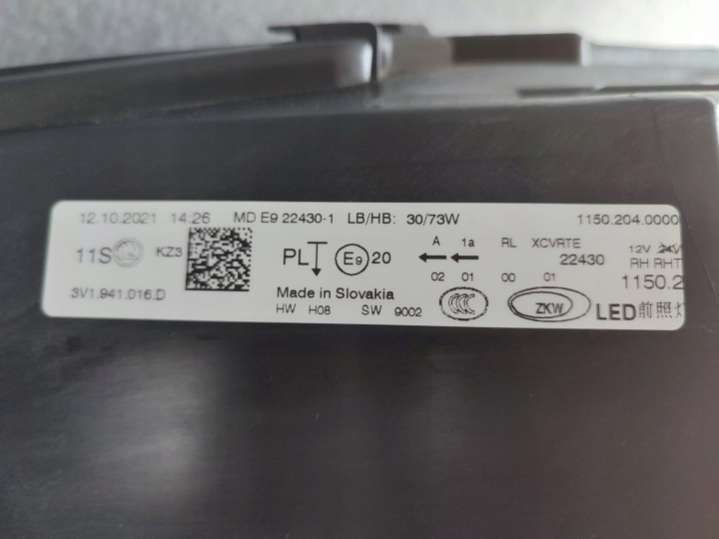 12.10.2021 14:26 MD E9 22430-1 LB/HB: 30/73W 1150.204.0000
11S KZ3 PL E9 20 A 1a RL XCVRTE 12V 24V
02 01 00 01 22430 RH RHT
3V1.941.016.D Made in Slovakia 1150.2
HW H08 SW 9002 CCC ZKW LED前照灯